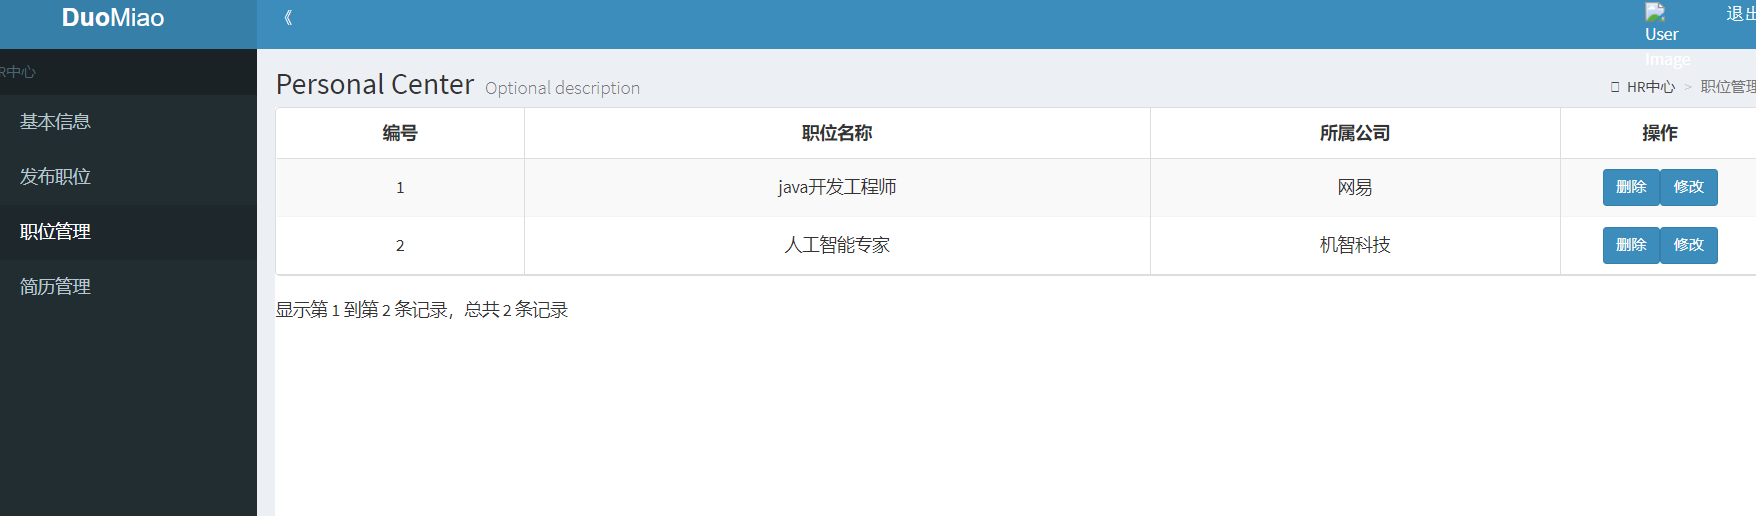 DuoMiao
《
User Image
退出
R中心
基本信息
发布职位
职位管理
简历管理
Personal Center Optional description
HR中心 > 职位管理
编号 职位名称 所属公司 操作
1 java开发工程师 网易 删除 修改
2 人工智能专家 机智科技 删除 修改
显示第 1 到第 2 条记录，总共 2 条记录